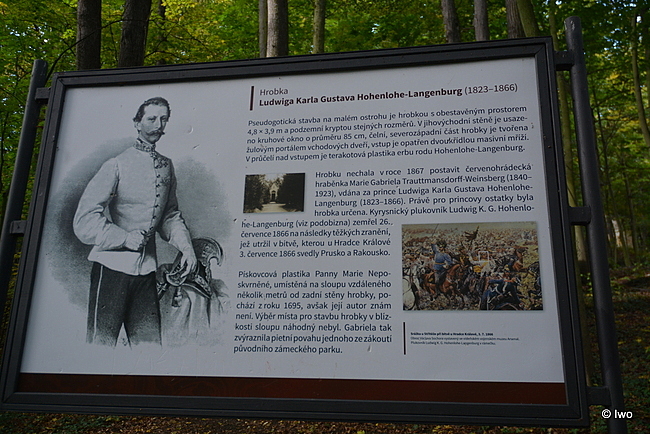 Hrobka
Ludwiga Karla Gustava Hohenlohe-Langenburg (1823–1866)
Pseudogotická stavba na malém ostrohu je hrobkou s obestavěným prostorem
4,8 × 3,9 m a podzemní kryptou stejných rozměrů. V jihovýchodní stěně je usaze-
no kruhové okno o průměru 85 cm, čelní, severozápadní část hrobky je tvořena
žulovým portálem vchodových dveří, vstup je opatřen dvoukřídlou masivní mříží.
V průčelí nad vstupem je terakotová plastika erbu rodu Hohenlohe-Langenburg.
Hrobku nechala v roce 1867 postavit červenohrádecká
hraběnka Marie Gabriela Trauttmansdorff-Weinsberg (1840–
1923), vdána za prince Ludwiga Karla Gustava Hohenlohe-
Langenburg (1823–1866). Právě pro princovy ostatky byla
hrobka určena. Kyrysnický plukovník Ludwig K. G. Hohenlo-
he-Langenburg (viz podobizna) zemřel 26.
července 1866 na následky těžkých zranění,
jež utržil v bitvě, kterou u Hradce Králové
3. července 1866 svedly Prusko a Rakousko.
Pískovcová plastika Panny Marie Nepo-
skvrněné, umístěná na sloupu vzdáleného
několik metrů od zadní stěny hrobky, po-
chází z roku 1695, avšak její autor znám
není. Výběr místa pro stavbu hrobky v blíz-
kosti sloupu náhodný nebyl. Gabriela tak
zvýraznila pietní povahu jednoho ze zákoutí
původního zámeckého parku.
© Iwo